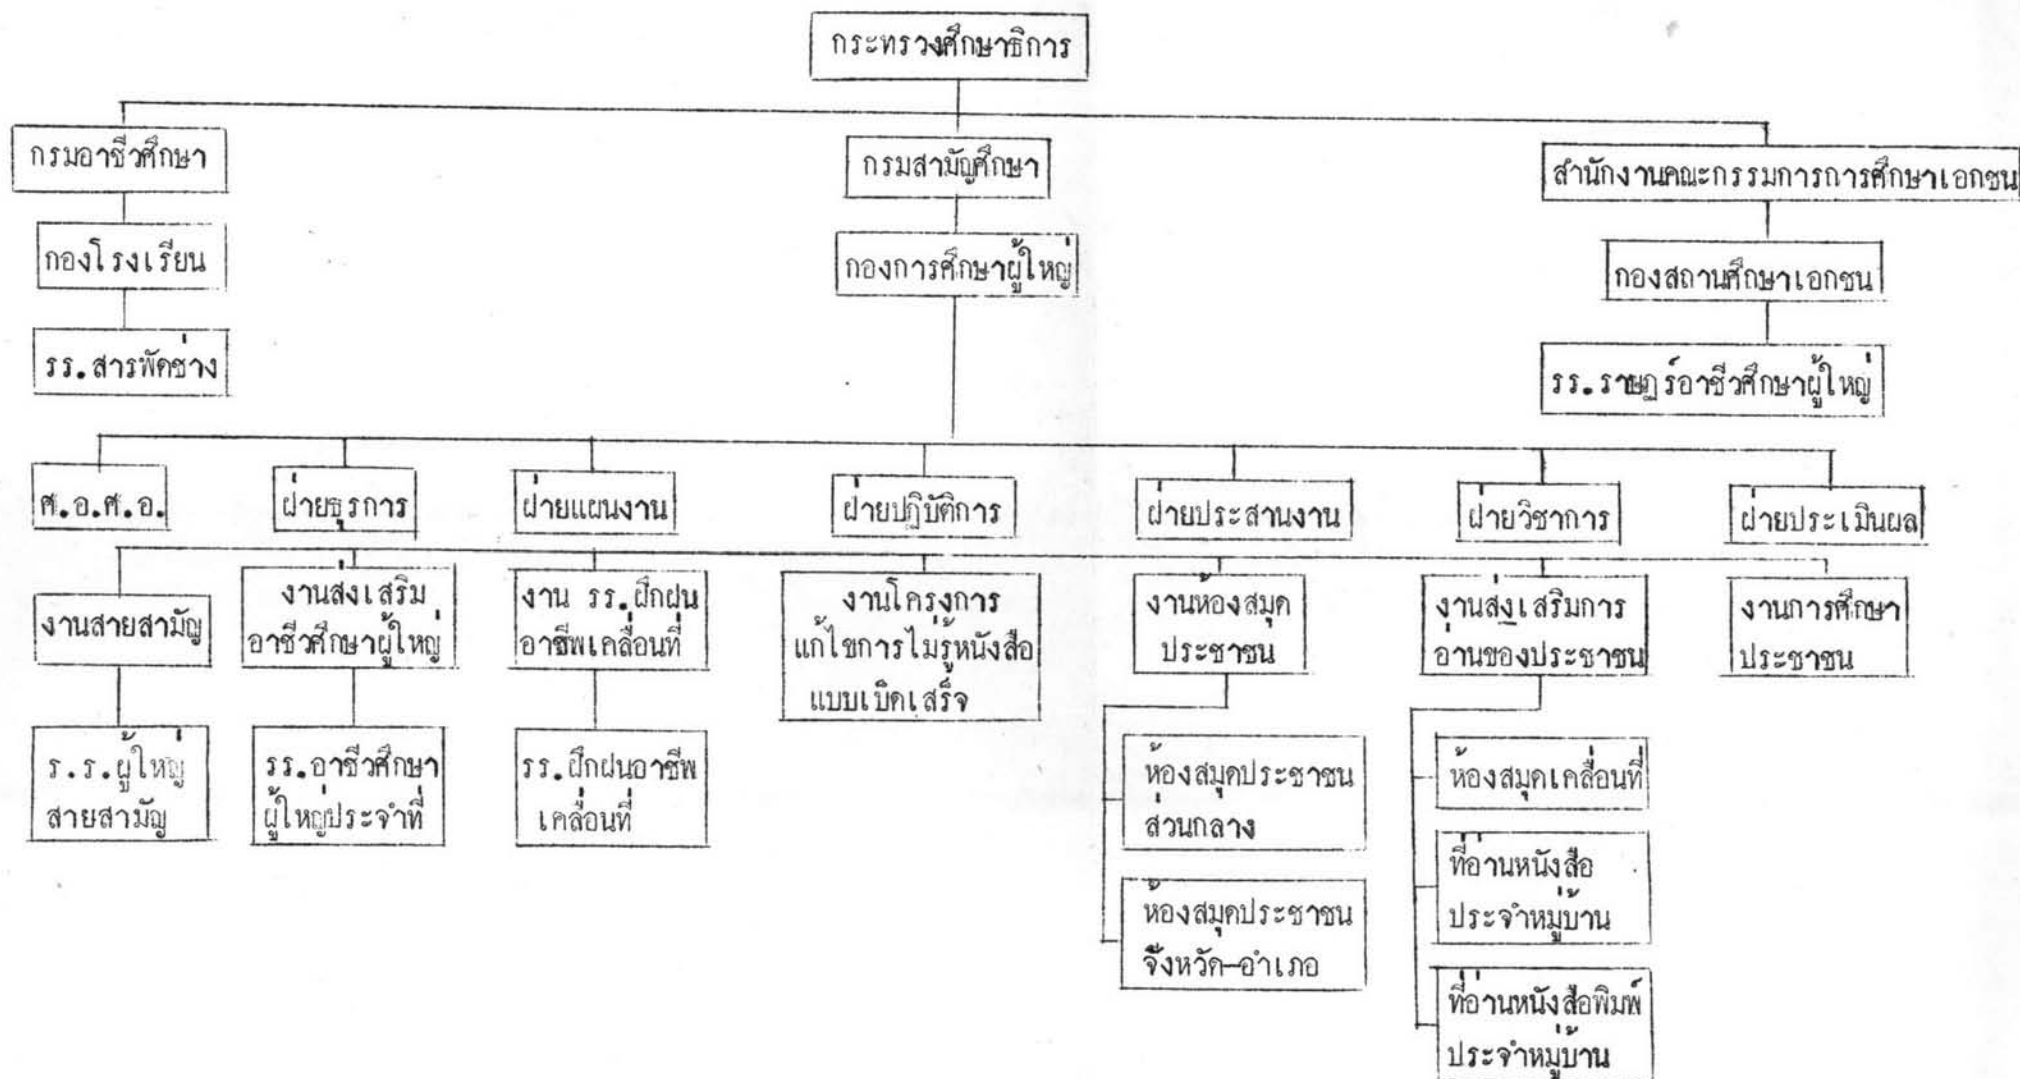 กระทรวงศึกษาธิการ
กรมอาชีวศึกษา
กรมสามัญศึกษา
สำนักงานคณะกรรมการการศึกษาเอกชน
กองโรงเรียน
กองการศึกษาผู้ใหญ่
กองสถานศึกษาเอกชน
รร.สารพัดช่าง
รร.ราษฎร์อาชีวศึกษาผู้ใหญ่
ศ.อ.ศ.อ.
ฝ่ายธุรการ
ฝ่ายแผนงาน
ฝ่ายปฏิบัติการ
ฝ่ายประสานงาน
ฝ่ายวิชาการ
ฝ่ายประเมินผล
งานสายสามัญ
งานส่งเสริม
อาชีวศึกษาผู้ใหญ่
งาน รร.ฝึกฝน
อาชีพเคลื่อนที่
งานโครงการ
แก้ไขการไม่รู้หนังสือ
แบบเบ็ดเสร็จ
งานห้องสมุด
ประชาชน
งานส่งเสริมการ
อ่านของประชาชน
งานการศึกษา
ประชาชน
ร.ร.ผู้ใหญ่
สายสามัญ
รร.อาชีวศึกษา
ผู้ใหญ่ประจำที่
รร.ฝึกฝนอาชีพ
เคลื่อนที่
ห้องสมุดประชาชน
ส่วนกลาง
ห้องสมุดประชาชน
จังหวัด-อำเภอ
ห้องสมุดเคลื่อนที่
ที่อ่านหนังสือ
ประจำหมู่บ้าน
ที่อ่านหนังสือพิมพ์
ประจำหมู่บ้าน